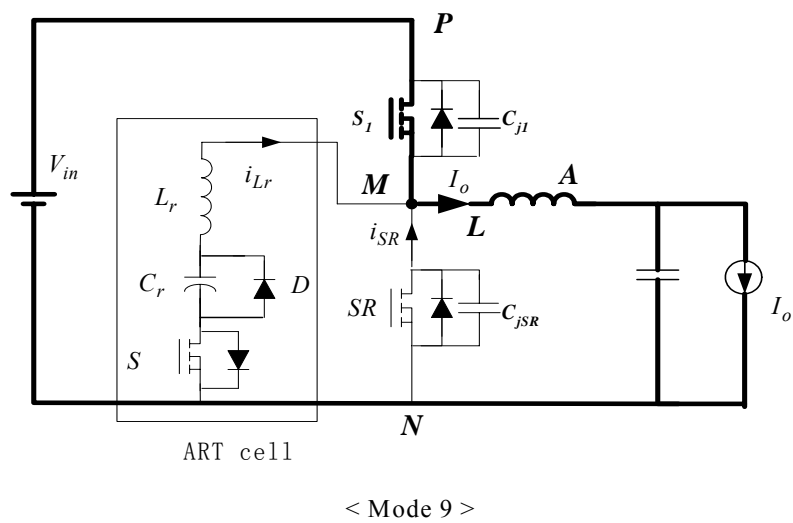 P
S1
Cj1
Vin
iLr
Lr
M
Io
A
L
iSR
Cr
D
SR
CjSR
Io
S
N
ART cell
< Mode 9 >